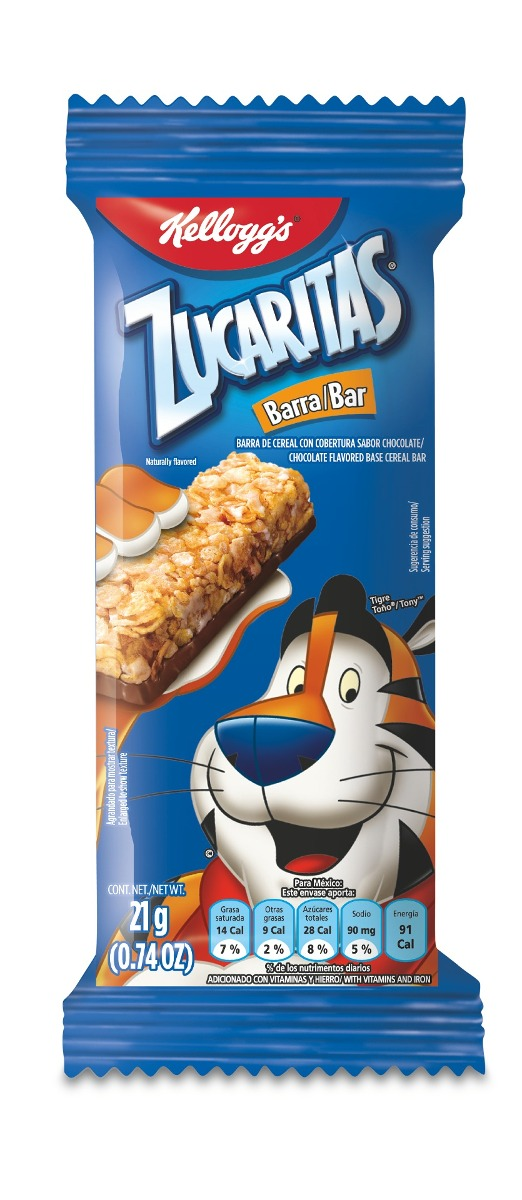 Kellogg's®
ZUCARITAS®
Barra/Bar
BARRA DE CEREAL CON COBERTURA SABOR CHOCOLATE/
CHOCOLATE FLAVORED BASE CEREAL BAR
Naturally flavored
Sugerencia de consumo/
Serving suggestion
Tigre
Toño®/Tony™
Agrandado para mostrar textura/
Enlarged to show texture
CONT. NET./NET WT.
21 g
(0.74 OZ)
Para México:
Este envase aporta:
Grasa saturada 14 Cal 7 %
Otras grasas 9 Cal 2 %
Azúcares totales 28 Cal 8 %
Sodio 90 mg 5 %
Energía 91 Cal
% de los nutrimentos diarios
ADICIONADO CON VITAMINAS Y HIERRO/ WITH VITAMINS AND IRON